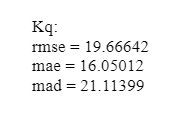 Kq:
rmse = 19.66642
mae = 16.05012
mad = 21.11399